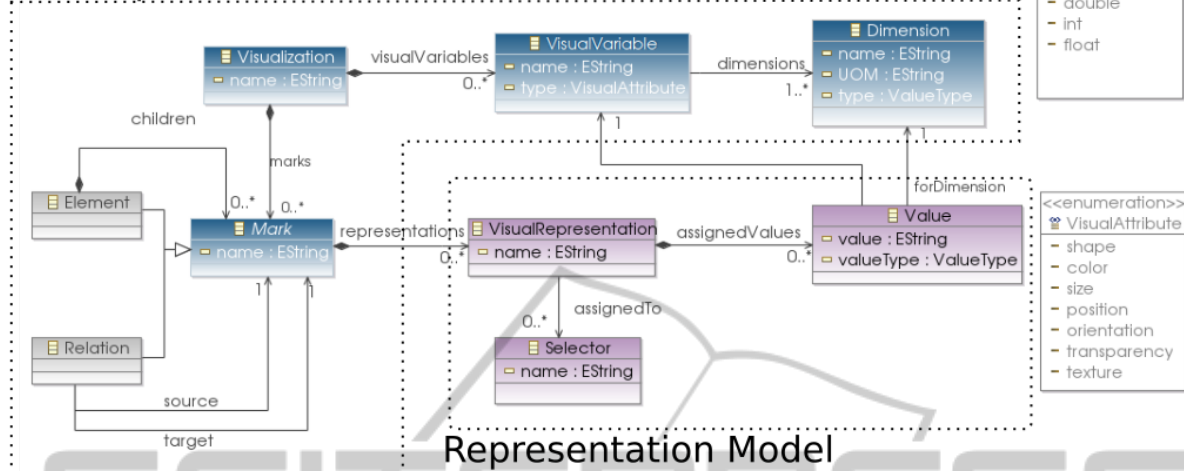 Visualization
name : EString
visualVariables
0..*
VisualVariable
name : EString
type : VisualAttribute
dimensions
1..*
Dimension
name : EString
UOM : EString
type : ValueType
double
int
float
children
marks
0..*
0..*
Element
Mark
name : EString
representations
0..*
VisualRepresentation
name : EString
assignedValues
0..*
1
1
forDimension
Value
value : EString
valueType : ValueType
<<enumeration>>
VisualAttribute
shape
color
size
position
orientation
transparency
texture
1
1
assignedTo
0..*
Selector
name : EString
Relation
source
target
Representation Model